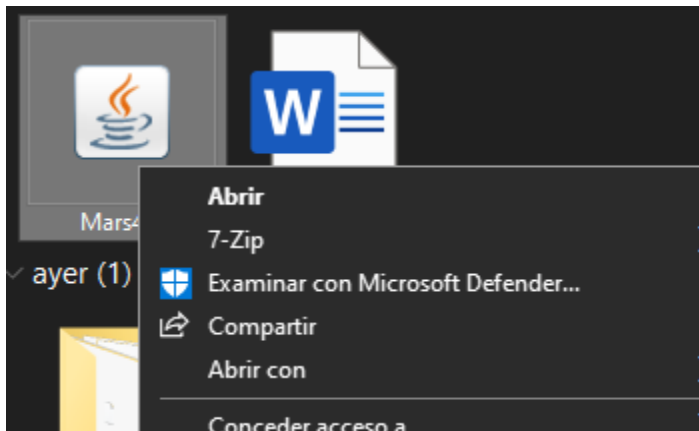 W
Abrir
Mars4
7-Zip
ayer (1)
Examinar con Microsoft Defender...
Compartir
Abrir con
Conceder acceso a